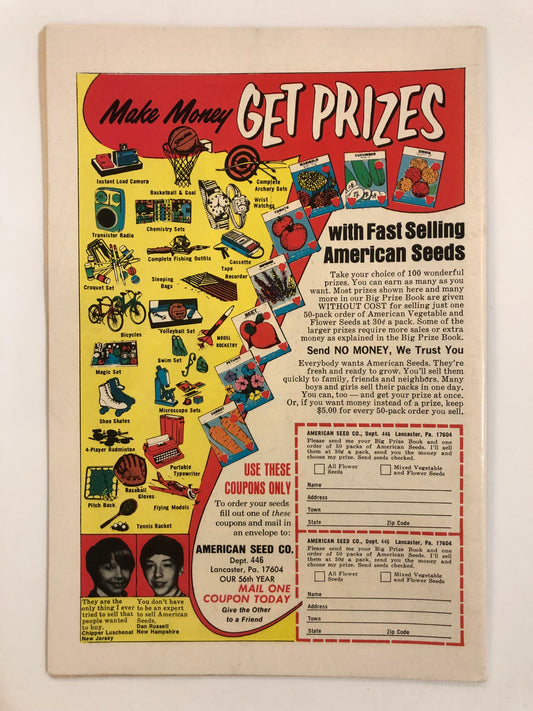 Make Money GET PRIZES
Instant Load Camera
Basketball & Goal
Complete
Archery Sets
Wrist
Watches
Transistor Radio
Chemistry Sets
Complete Fishing Outfits
Cassette
Tape
Recorder
Croquet Set
Sleeping
Bags
Bicycles
Volleyball Set
MODEL
ROCKETRY
Magic Set
Swim Set
Shoe Skates
Microscope Sets
4-Player Badminton
Portable
Typewriter
Pitch Back
Baseball
Gloves
Flying Models
Tennis Racket
CUCUMBER
TOMATO
BEET
CARROT
with Fast Selling
American Seeds
Take your choice of 100 wonderful
prizes. You can earn as many as you
want. Most prizes shown here and many
more in our Big Prize Book are given
WITHOUT COST for selling just one
50-pack order of American Vegetable and
Flower Seeds at 30¢ a pack. Some of the
larger prizes require more sales or extra
money as explained in the Big Prize Book.
Send NO MONEY, We Trust You
Everybody wants American Seeds. They're
fresh and ready to grow. You'll sell them
quickly to family, friends and neighbors. Many
boys and girls sell their packs in one day.
You can, too — and get your prize at once.
Or, if you want money instead of a prize, keep
$5.00 for every 50-pack order you sell.
USE THESE
COUPONS ONLY
To order your seeds
fill out one of these
coupons and mail in
an envelope to:
AMERICAN SEED CO.
Dept. 446
Lancaster, Pa. 17604
OUR 56th YEAR
MAIL ONE
COUPON TODAY
Give the Other
to a Friend
They are the
only thing I ever
tried to sell that
people wanted
to buy.
Chipper Luschenat
New Jersey
You don't have
to be an expert
to sell American
Seeds.
Dan Russell
New Hampshire
AMERICAN SEED CO., Dept. 446 Lancaster, Pa. 17604
Please send me your Big Prize Book and one
order of 50 packs of American Seeds. I'll sell
them at 30¢ a pack, send you the money and
choose my prize. Send seeds checked.
All Flower
Seeds
Mixed Vegetable
and Flower Seeds
Name
Address
Town
State Zip Code
AMERICAN SEED CO., Dept. 446 Lancaster, Pa. 17604
Please send me your Big Prize Book and one
order of 50 packs of American Seeds. I'll sell
them at 30¢ a pack, send you the money and
choose my prize. Send seeds checked.
All Flower
Seeds
Mixed Vegetable
and Flower Seeds
Name
Address
Town
State Zip Code